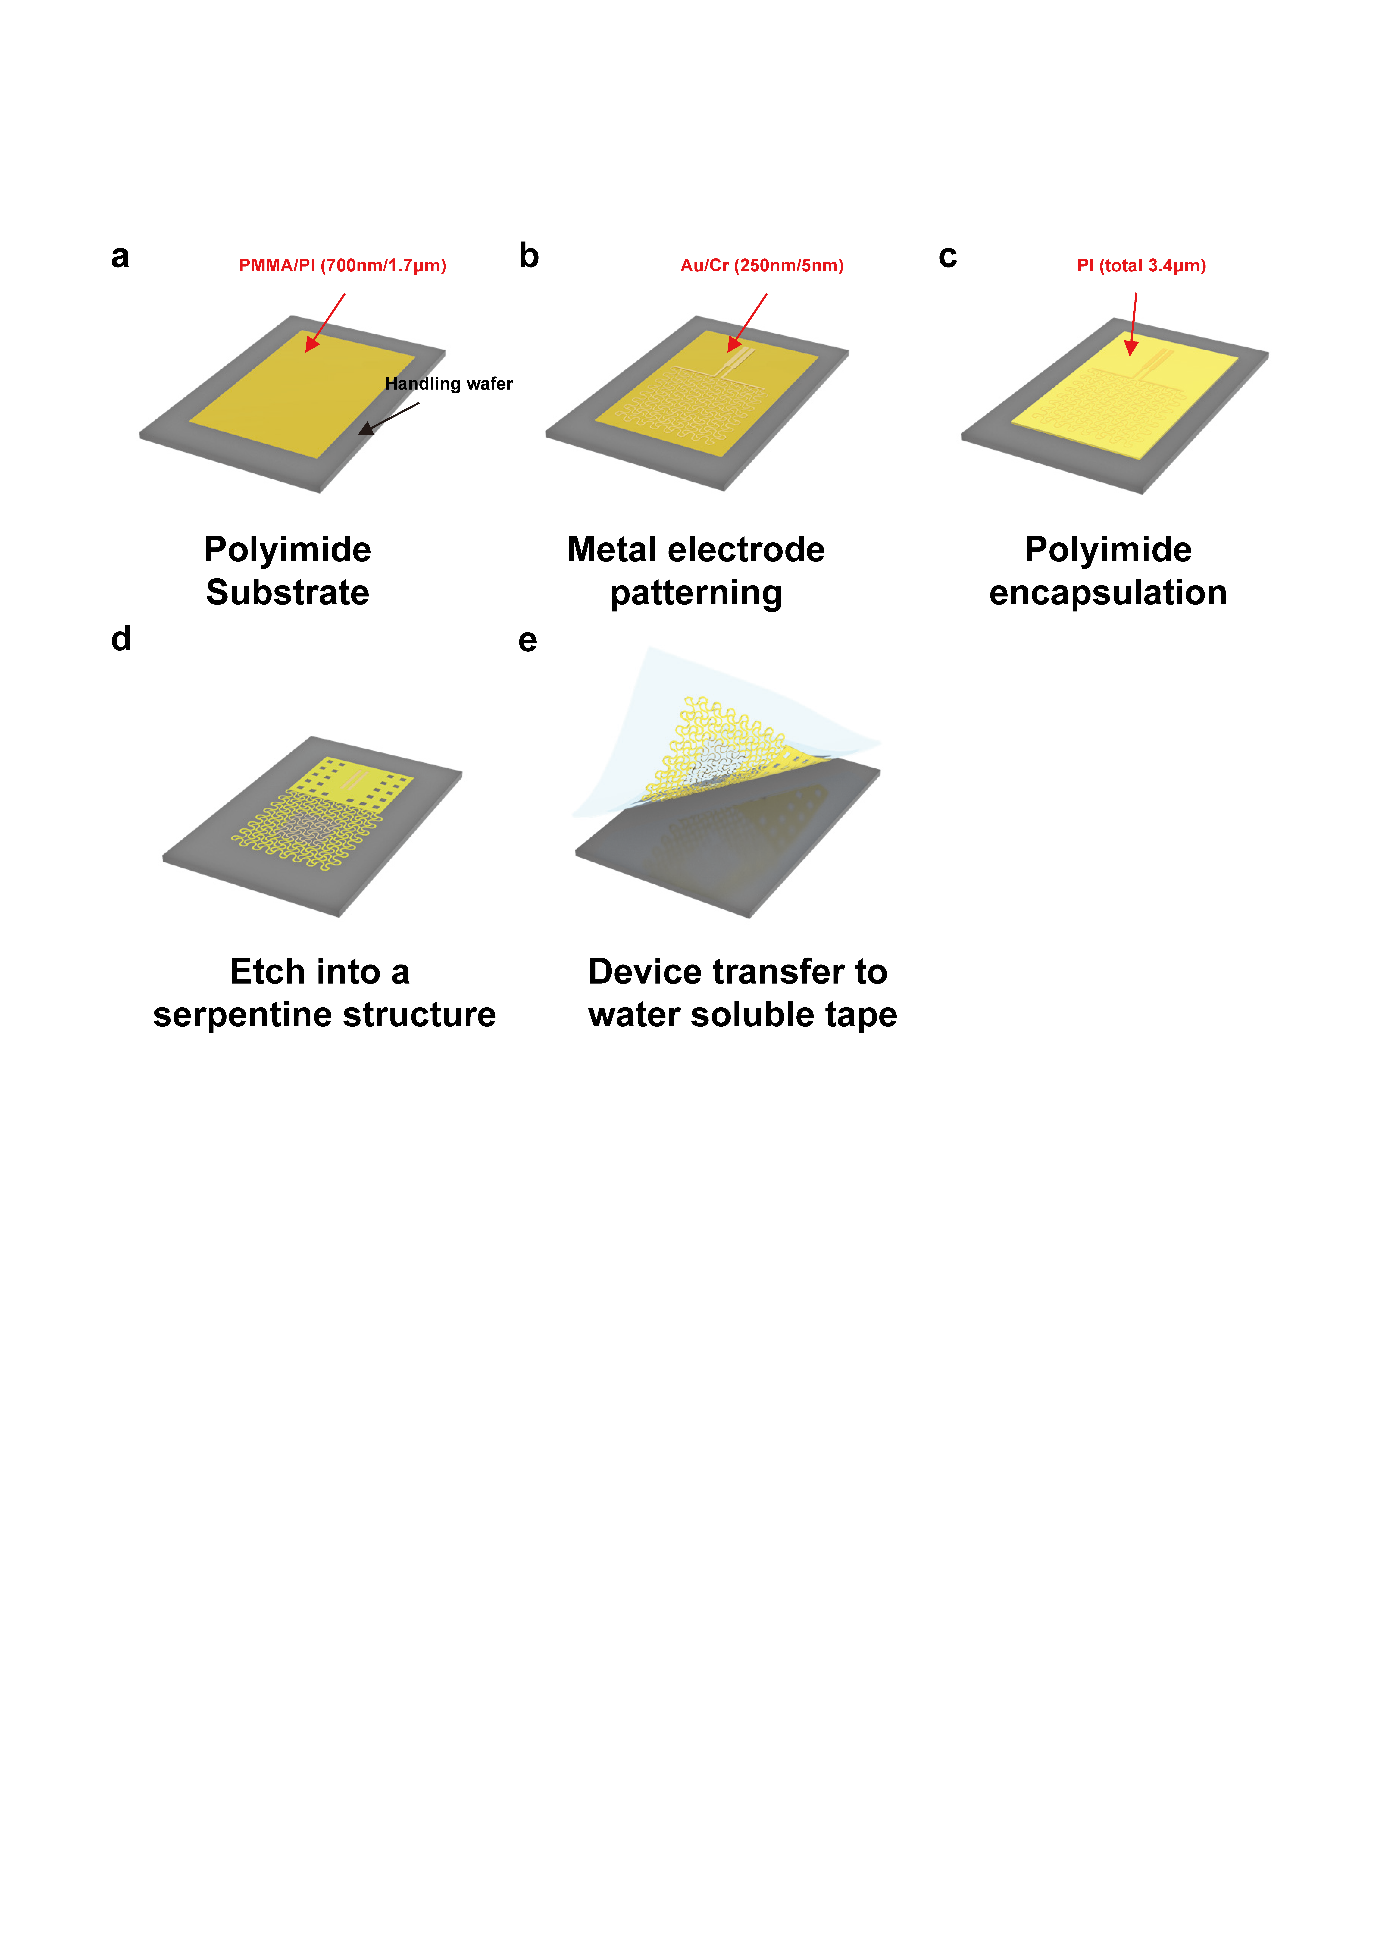 a
PMMA/PI (700nm/1.7μm)
Handling wafer
Polyimide
Substrate
b
Au/Cr (250nm/5nm)
Metal electrode
patterning
c
PI (total 3.4μm)
Polyimide
encapsulation
d
Etch into a
serpentine structure
e
Device transfer to
water soluble tape